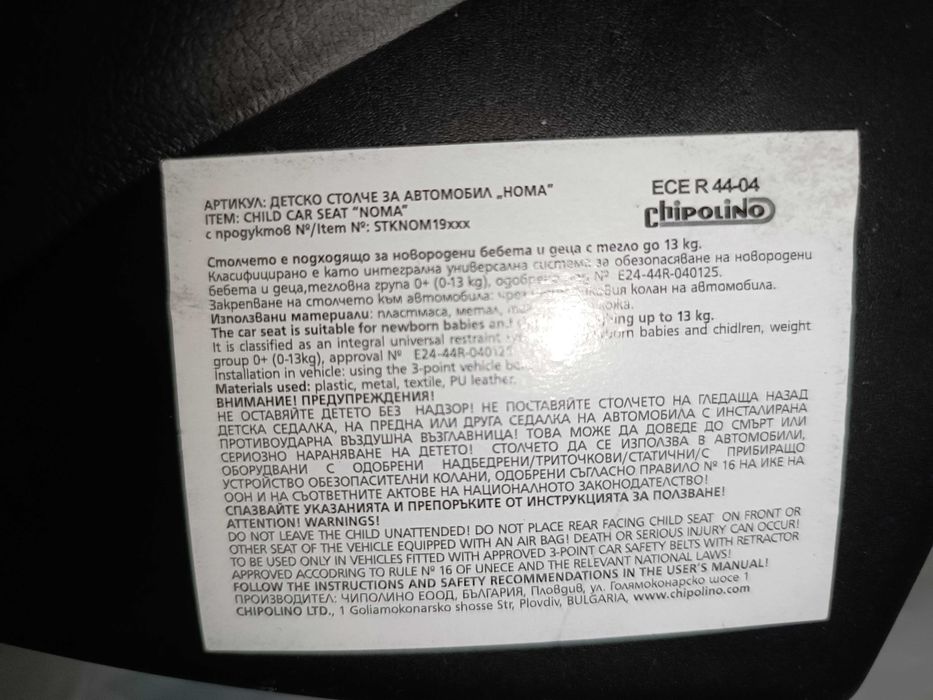 АРТИКУЛ: ДЕТСКО СТОЛЧЕ ЗА АВТОМОБИЛ „НОМА“
ITEM: CHILD CAR SEAT "NOMA"
с продуктов №/Item №: STKNOM19xxx
ECE R 44-04
chipolino
Столчето е подходящо за новородени бебета и деца с тегло до 13 kg.
Класифицирано е като интегрална универсална система за обезопасяване на новородени
бебета и деца,тегловна група 0+ (0-13 kg), № E24-44R-040125.
Закрепване на столчето към автомобила: колан на автомобила.
Използвани материали: пластмаса, метал,
The car seat is suitable for newborn babies up to 13 kg.
It is classified as an integral universal restraint babies and chidlren, weight
group 0+ (0-13kg), approval № E24-44R-040125
Installation in vehicle: using the 3-point vehicle
Materials used: plastic, metal, textile, PU leather.
ВНИМАНИЕ! ПРЕДУПРЕЖДЕНИЯ!
НЕ ОСТАВЯЙТЕ ДЕТЕТО БЕЗ НАДЗОР! НЕ ПОСТАВЯЙТЕ СТОЛЧЕТО НА ГЛЕДАЩА НАЗАД
ДЕТСКА СЕДАЛКА, НА ПРЕДНА ИЛИ ДРУГА СЕДАЛКА НА АВТОМОБИЛА С ИНСТАЛИРАНА
ПРОТИВОУДАРНА ВЪЗДУШНА ВЪЗГЛАВНИЦА! ТОВА МОЖЕ ДА ДОВЕДЕ ДО СМЪРТ ИЛИ
СЕРИОЗНО НАРАНЯВАНЕ НА ДЕТЕТО! СТОЛЧЕТО ДА СЕ ИЗПОЛЗВА В АВТОМОБИЛИ,
ОБОРУДВАНИ С ОДОБРЕНИ НАДБЕДРЕНИ/ТРИТОЧКОВИ/СТАТИЧНИ/С ПРИБИРАЩО
УСТРОЙСТВО ОБЕЗОПАСИТЕЛНИ КОЛАНИ, ОДОБРЕНИ СЪГЛАСНО ПРАВИЛО № 16 НА ИКЕ НА
ООН И НА СЪОТВЕТНИТЕ АКТОВЕ НА НАЦИОНАЛНОТО ЗАКОНОДАТЕЛСТВО!
СПАЗВАЙТЕ УКАЗАНИЯТА И ПРЕПОРЪКИТЕ ОТ ИНСТРУКЦИЯТА ЗА ПОЛЗВАНЕ!
ATTENTION! WARNINGS!
DO NOT LEAVE THE CHILD UNATTENDED! DO NOT PLACE REAR FACING CHILD SEAT ON FRONT OR
OTHER SEAT OF THE VEHICLE EQUIPPED WITH AN AIR BAG! DEATH OR SERIOUS INJURY CAN OCCUR!
TO BE USED ONLY IN VEHICLES FITTED WITH APPROVED 3-POINT CAR SAFETY BELTS WITH RETRACTOR
APPROVED ACCODRING TO RULE № 16 OF UNECE AND THE RELEVANT NATIONAL LAWS!
FOLLOW THE INSTRUCTIONS AND SAFETY RECOMMENDATIONS IN THE USER'S MANUAL!
ПРОИЗВОДИТЕЛ: ЧИПОЛИНО ЕООД, БЪЛГАРИЯ, Пловдив, ул. Голямоконарско шосе 1
CHIPOLINO LTD., 1 Goliamokonarsko shosse Str, Plovdiv, BULGARIA, www.chipolino.com